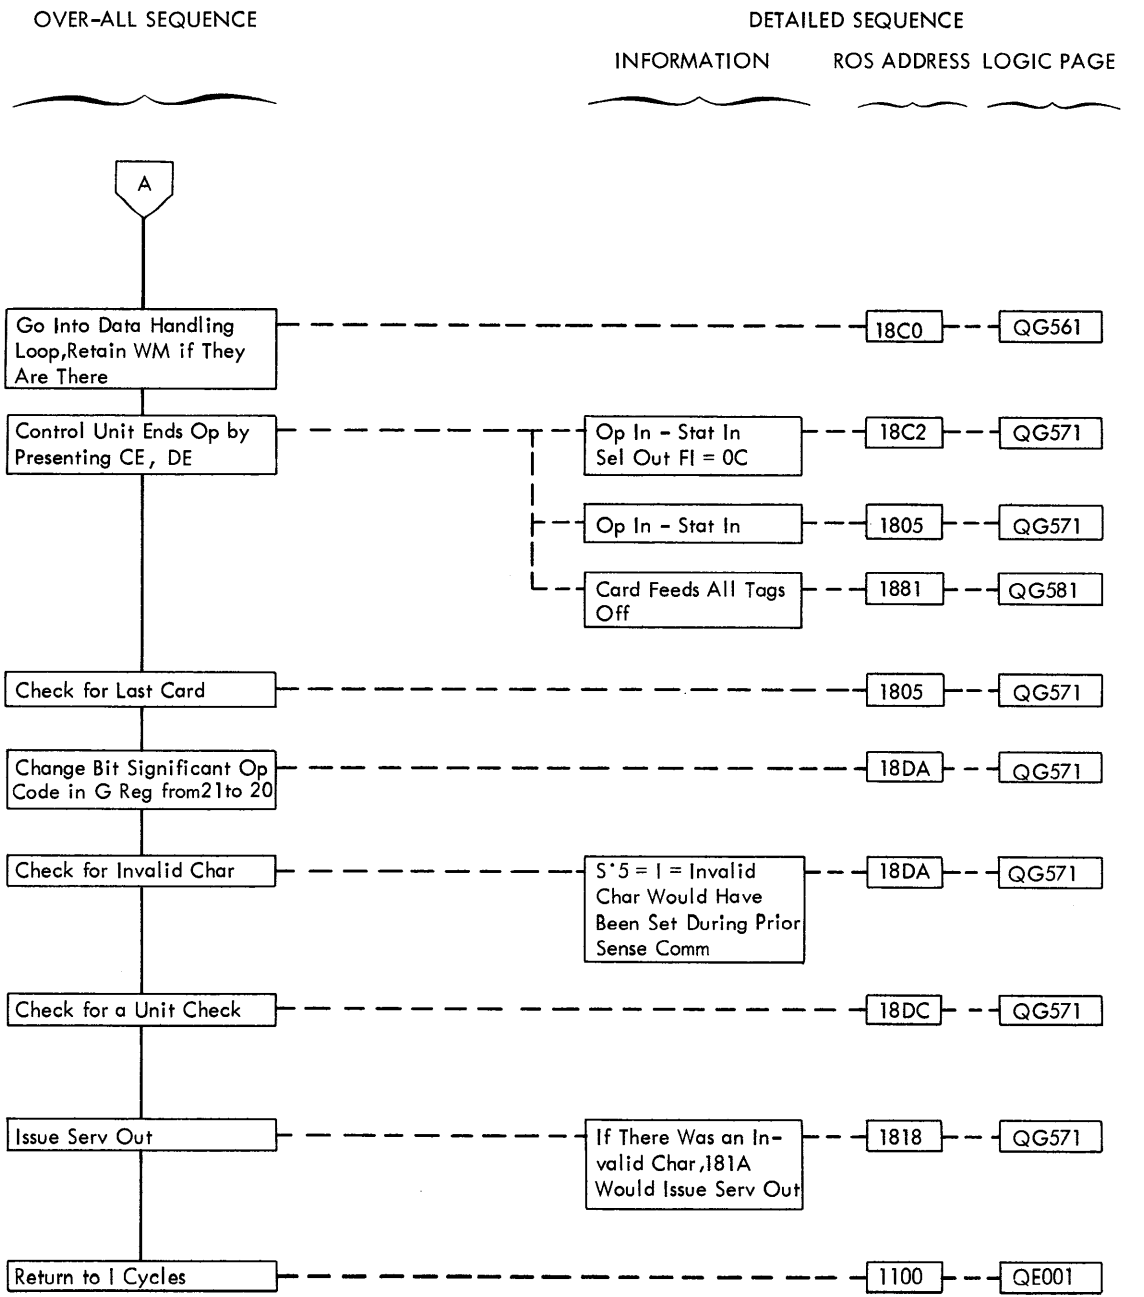 OVER-ALL SEQUENCE
DETAILED SEQUENCE
INFORMATION
ROS ADDRESS
LOGIC PAGE
A
Go Into Data Handling
Loop,Retain WM if They
Are There
18C0
QG561
Control Unit Ends Op by
Presenting CE, DE
Op In - Stat In
Sel Out FI = 0C
18C2
QG571
Op In - Stat In
1805
QG571
Card Feeds All Tags
Off
1881
QG581
Check for Last Card
1805
QG571
Change Bit Significant Op
Code in G Reg from 21 to 20
18DA
QG571
Check for Invalid Char
S·5 = 1 = Invalid
Char Would Have
Been Set During Prior
Sense Comm
18DA
QG571
Check for a Unit Check
18DC
QG571
Issue Serv Out
If There Was an In-
valid Char,181A
Would Issue Serv Out
1818
QG571
Return to I Cycles
1100
QE001